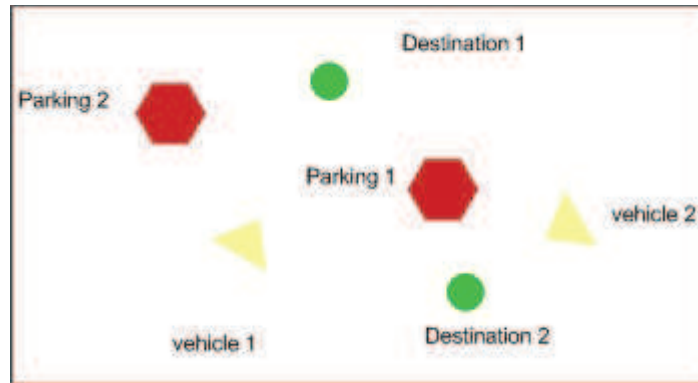 Destination 1
Parking 2
Parking 1
vehicle 2
Destination 2
vehicle 1